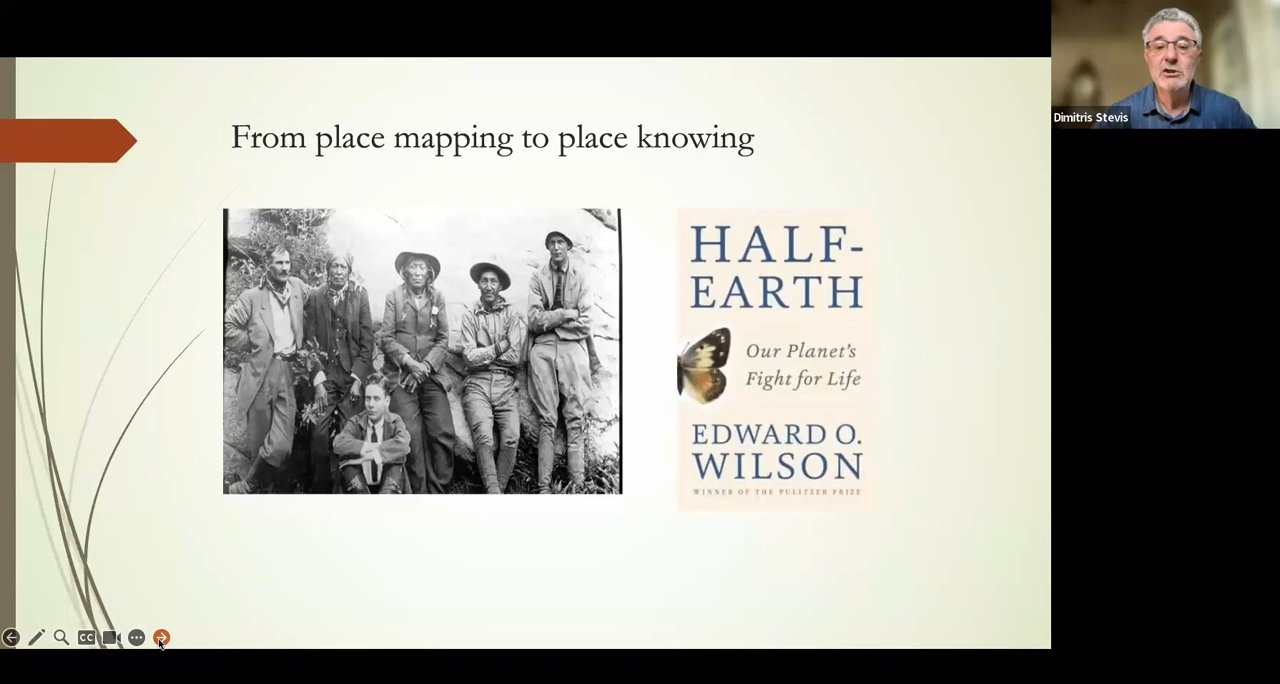 From place mapping to place knowing
HALF-
EARTH
Our Planet's
Fight for Life
EDWARD O.
WILSON
WINNER OF THE PULITZER PRIZE
CC
Dimitris Stevis